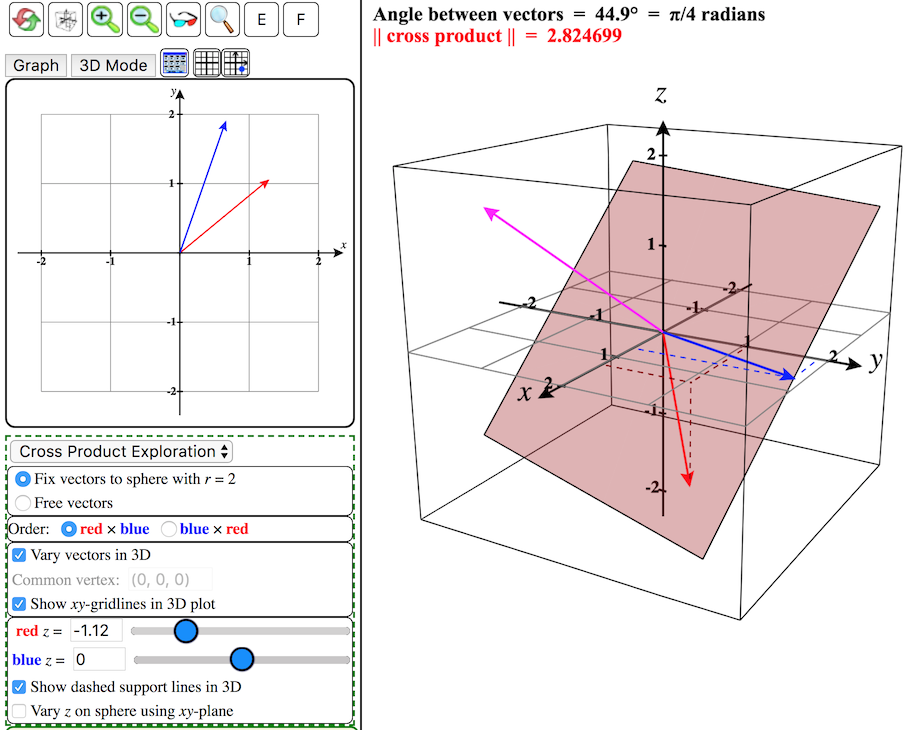 E F
Graph 3D Mode
y
2
1
-2 -1 1 2 x
-1
-2
Cross Product Exploration
Fix vectors to sphere with r = 2
Free vectors
Order: red × blue blue × red
Vary vectors in 3D
Common vertex: (0, 0, 0)
Show xy-gridlines in 3D plot
red z = -1.12
blue z = 0
Show dashed support lines in 3D
Vary z on sphere using xy-plane
Angle between vectors = 44.9° = π/4 radians
|| cross product || = 2.824699
z
2
1
-2
-1
-2
-1
1
2
y
1
2
x
-1
-2